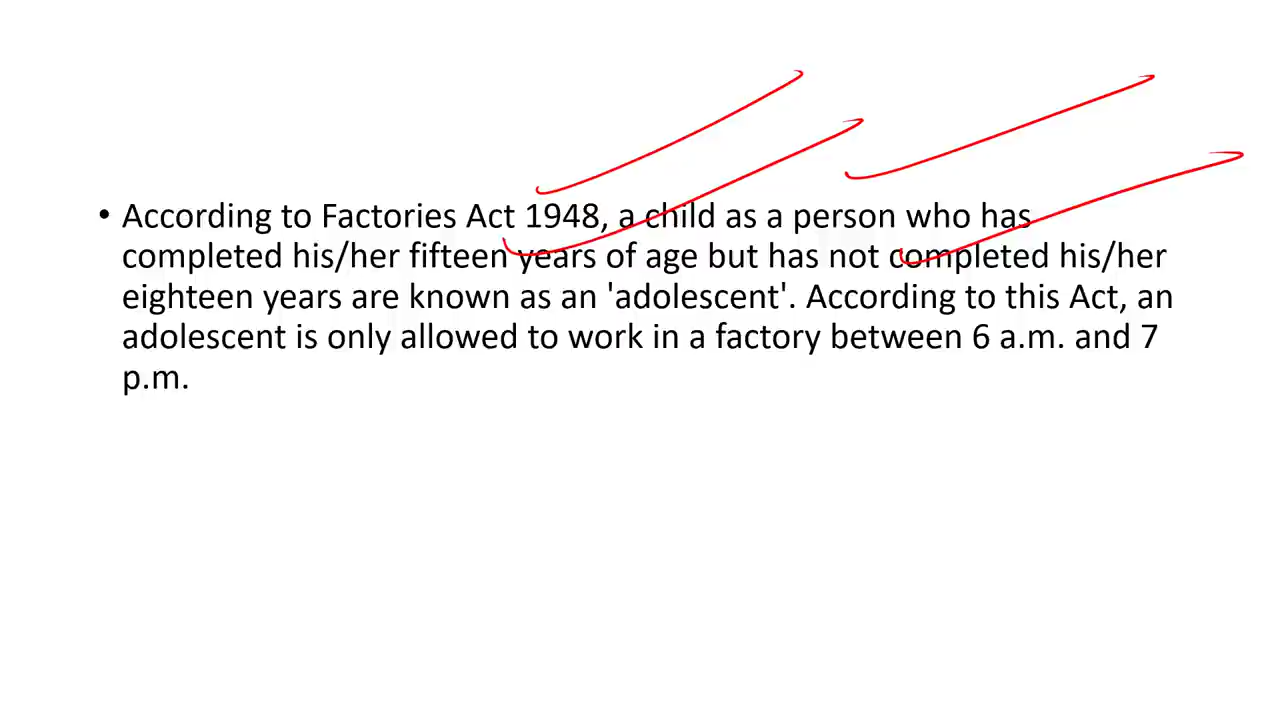 • According to Factories Act 1948, a child as a person who has
completed his/her fifteen years of age but has not completed his/her
eighteen years are known as an 'adolescent'. According to this Act, an
adolescent is only allowed to work in a factory between 6 a.m. and 7
p.m.